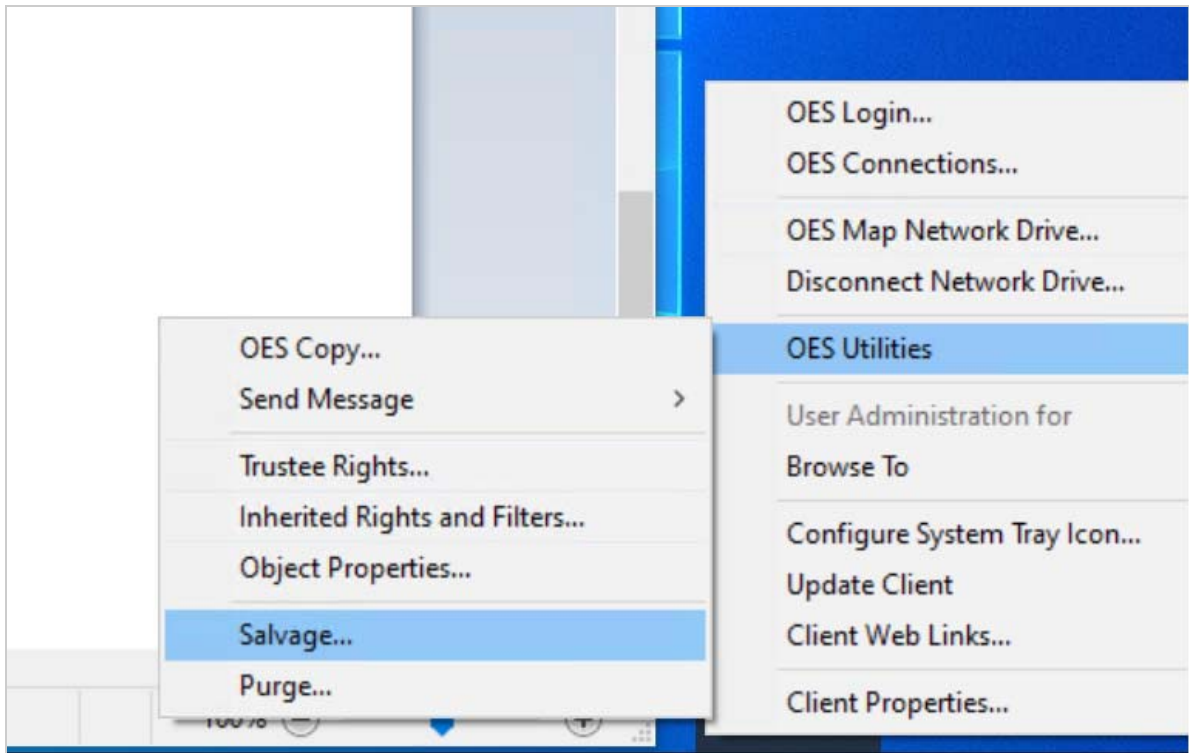 OES Login...
OES Connections...
OES Map Network Drive...
Disconnect Network Drive...
OES Utilities
User Administration for
Browse To
Configure System Tray Icon...
Update Client
Client Web Links...
Client Properties...
OES Copy...
Send Message
Trustee Rights...
Inherited Rights and Filters...
Object Properties...
Salvage...
Purge...
100%